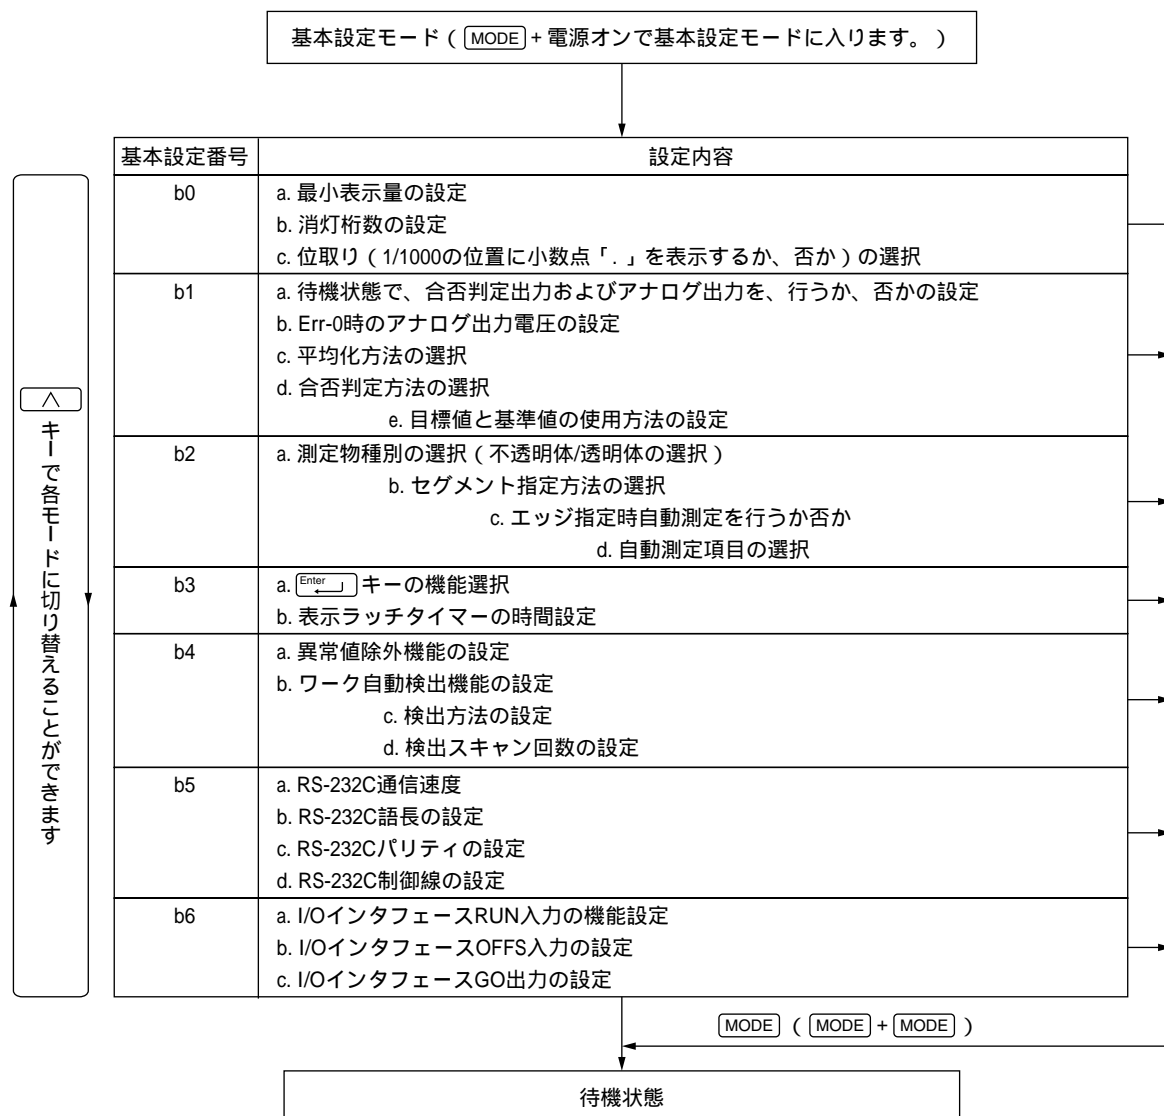 基本設定モード（ MODE + 電源オンで基本設定モードに入ります。）
基本設定番号 設定内容
b0 a. 最小表示量の設定
b. 消灯桁数の設定
c. 位取り（1/1000の位置に小数点「．」を表示するか、否か）の選択
b1 a. 待機状態で、合否判定出力およびアナログ出力を、行うか、否かの設定
b. Err-0時のアナログ出力電圧の設定
c. 平均化方法の選択
d. 合否判定方法の選択
e. 目標値と基準値の使用方法の設定
b2 a. 測定物種別の選択（不透明体/透明体の選択）
b. セグメント指定方法の選択
c. エッジ指定時自動測定を行うか否か
d. 自動測定項目の選択
b3 a. Enter キーの機能選択
b. 表示ラッチタイマーの時間設定
b4 a. 異常値除外機能の設定
b. ワーク自動検出機能の設定
c. 検出方法の設定
d. 検出スキャン回数の設定
b5 a. RS-232C通信速度
b. RS-232C語長の設定
c. RS-232Cパリティの設定
d. RS-232C制御線の設定
b6 a. I/OインタフェースRUN入力の機能設定
b. I/OインタフェースOFFS入力の設定
c. I/OインタフェースGO出力の設定
∧ キーで各モードに切り替えることができます
MODE （ MODE + MODE ）
待機状態